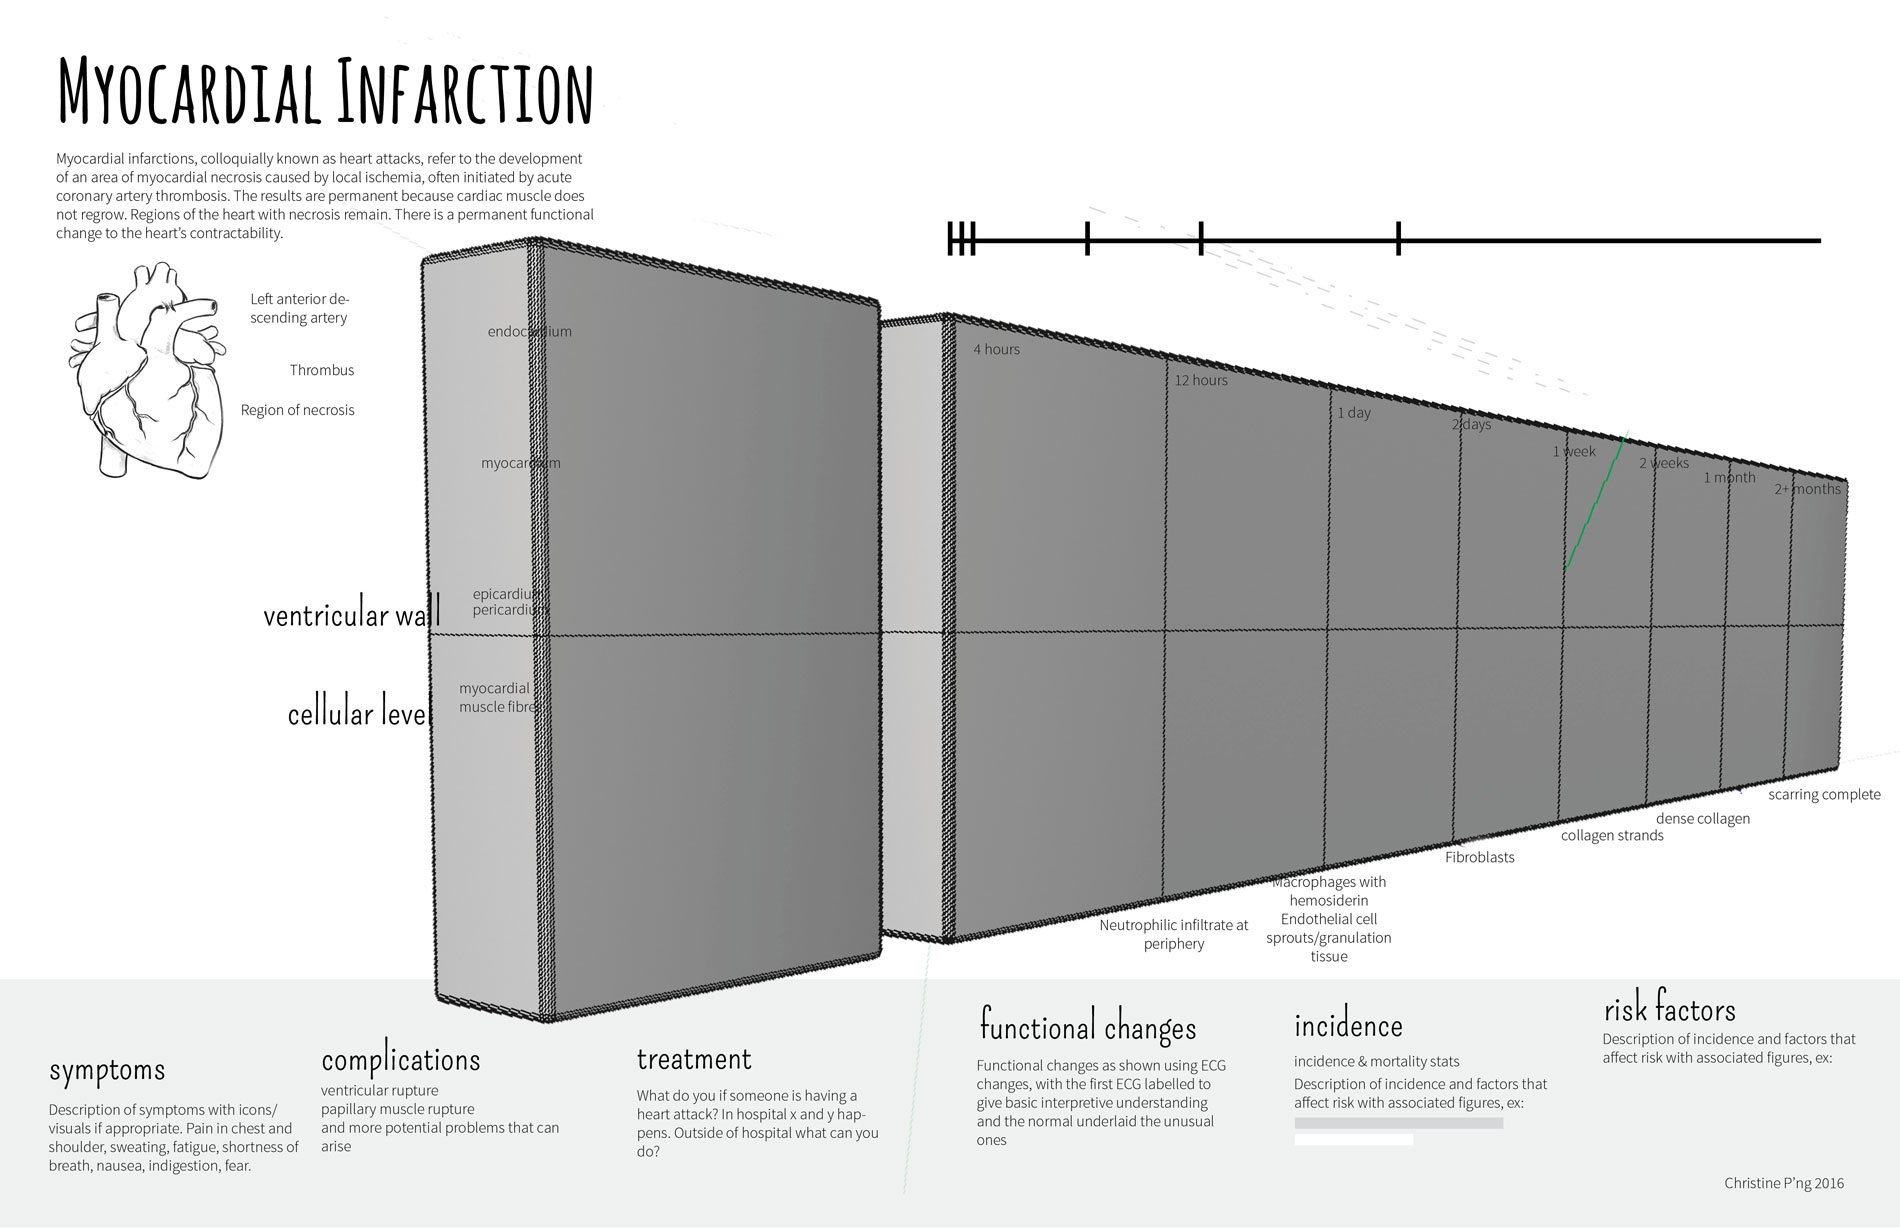 Myocardial Infarction
Myocardial infarctions, colloquially known as heart attacks, refer to the development
of an area of myocardial necrosis caused by local ischemia, often initiated by acute
coronary artery thrombosis. The results are permanent because cardiac muscle does
not regrow. Regions of the heart with necrosis remain. There is a permanent functional
change to the heart's contractability.
Left anterior de-
scending artery
Thrombus
Region of necrosis
endocardium
myocardium
epicardium
pericardium
ventricular wall
cellular level
myocardial
muscle fibres
4 hours
12 hours
1 day
2 days
1 week
2 weeks
1 month
2+ months
Neutrophilic infiltrate at
periphery
Macrophages with
hemosiderin
Endothelial cell
sprouts/granulation
tissue
Fibroblasts
collagen strands
dense collagen
scarring complete
symptoms
Description of symptoms with icons/
visuals if appropriate. Pain in chest and
shoulder, sweating, fatigue, shortness of
breath, nausea, indigestion, fear.
complications
ventricular rupture
papillary muscle rupture
and more potential problems that can
arise
treatment
What do you if someone is having a
heart attack? In hospital x and y hap-
pens. Outside of hospital what can you
do?
functional changes
Functional changes as shown using ECG
changes, with the first ECG labelled to
give basic interpretive understanding
and the normal underlaid the unusual
ones
incidence
incidence & mortality stats
Description of incidence and factors that
affect risk with associated figures, ex:
risk factors
Description of incidence and factors that
affect risk with associated figures, ex:
Christine P'ng 2016